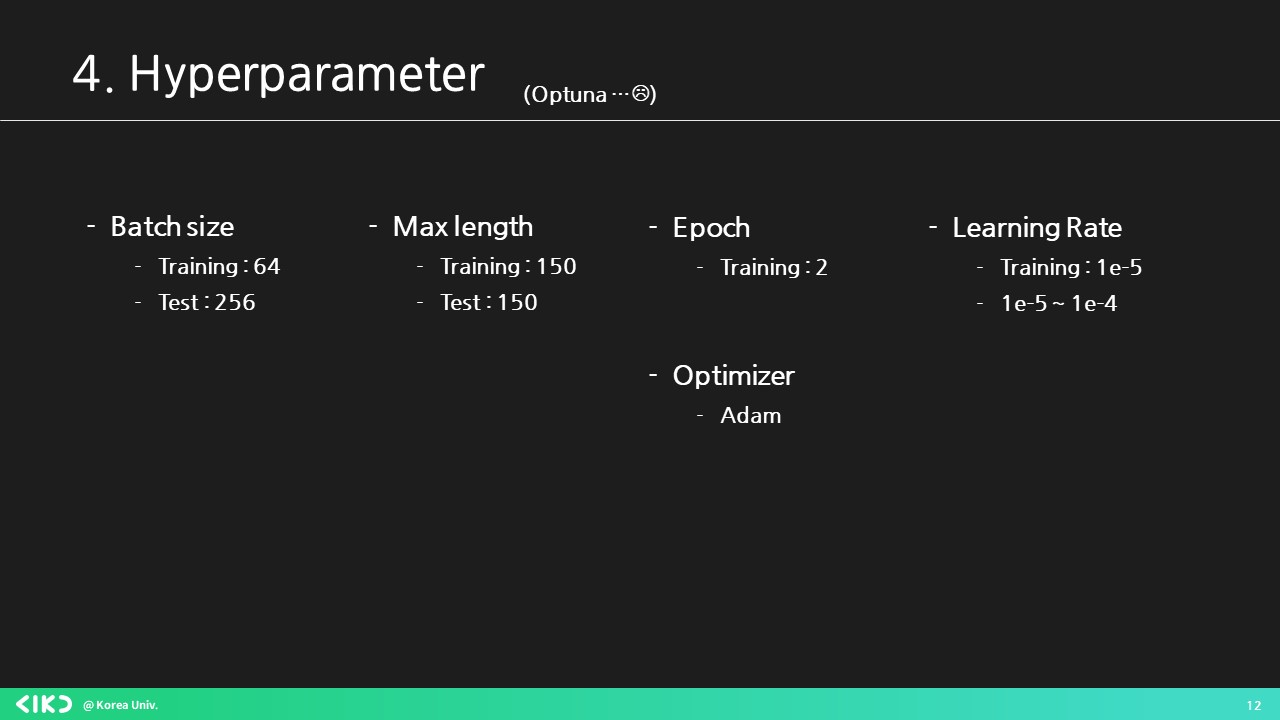 4. Hyperparameter
(Optuna …☹)
- Batch size
- Training : 64
- Test : 256
- Max length
- Training : 150
- Test : 150
- Epoch
- Training : 2
- Learning Rate
- Training : 1e-5
- 1e-5 ~ 1e-4
- Optimizer
- Adam
@ Korea Univ.
12